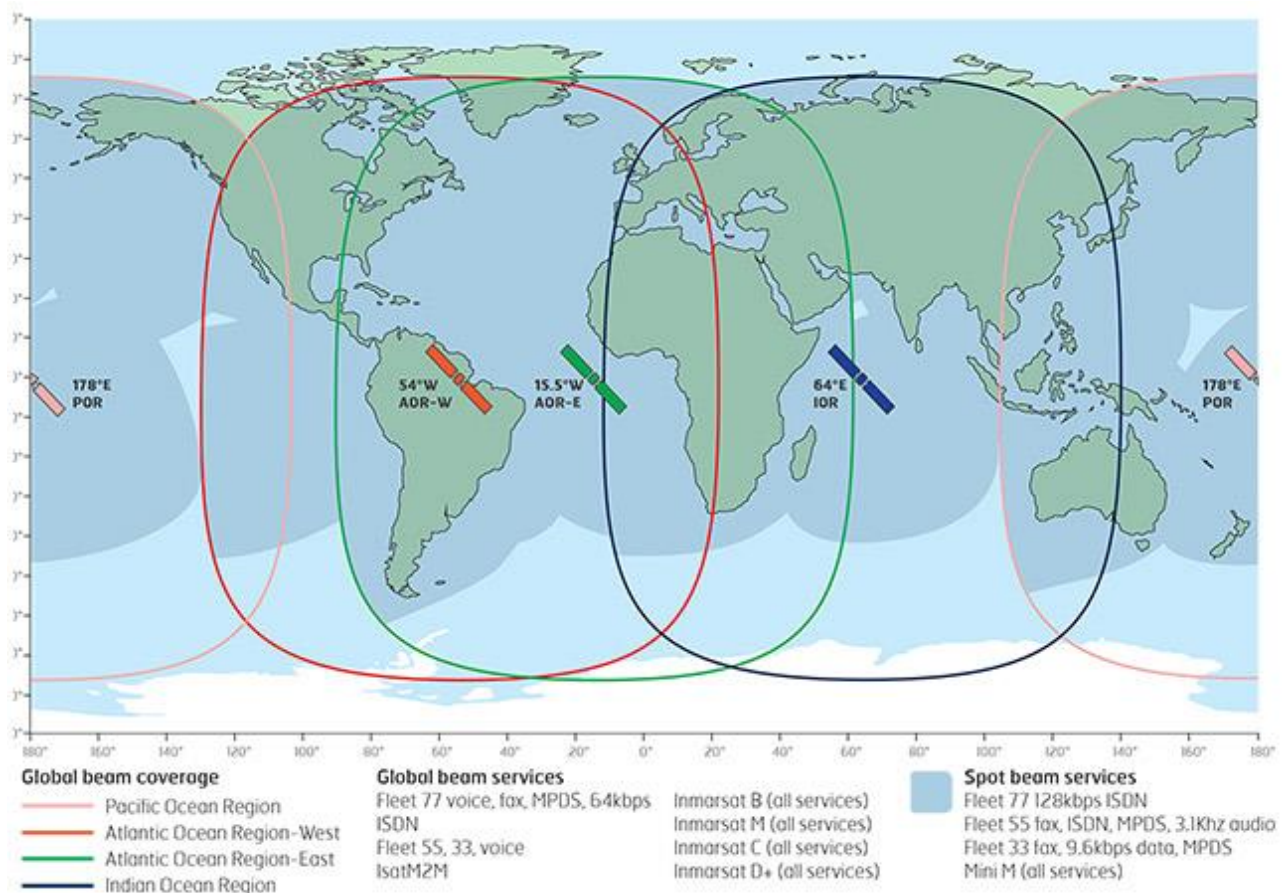 178°E
POR
54°W
AOR-W
15.5°W
AOR-E
64°E
IOR
178°E
POR
180° 160° 140° 120° 100° 80° 60° 40° 20° 0° 20° 40° 60° 80° 100° 120° 140° 160° 180°
Global beam coverage
Pacific Ocean Region
Atlantic Ocean Region-West
Atlantic Ocean Region-East
Indian Ocean Region
Global beam services
Fleet 77 voice, fax, MPDS, 64kbps
ISDN
Fleet 55, 33, voice
IsatM2M
Inmarsat B (all services)
Inmarsat M (all services)
Inmarsat C (all services)
Inmarsat D+ (all services)
Spot beam services
Fleet 77 128kbps ISDN
Fleet 55 fax, ISDN, MPDS, 3.1Khz audio
Fleet 33 fax, 9.6kbps data, MPDS
Mini M (all services)